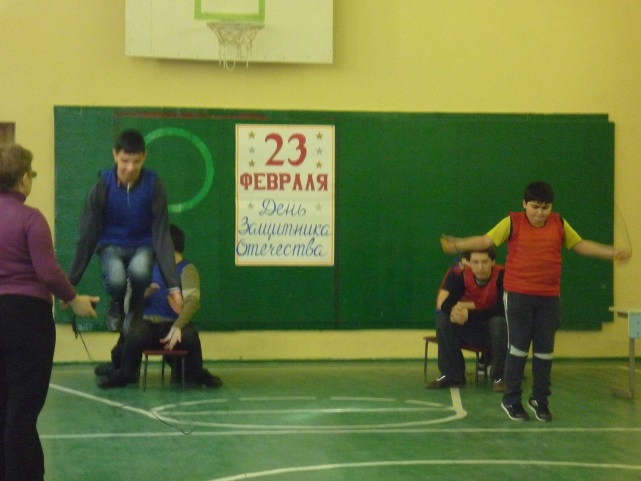 23
ФЕВРАЛЯ
День
Защитника
Отечества